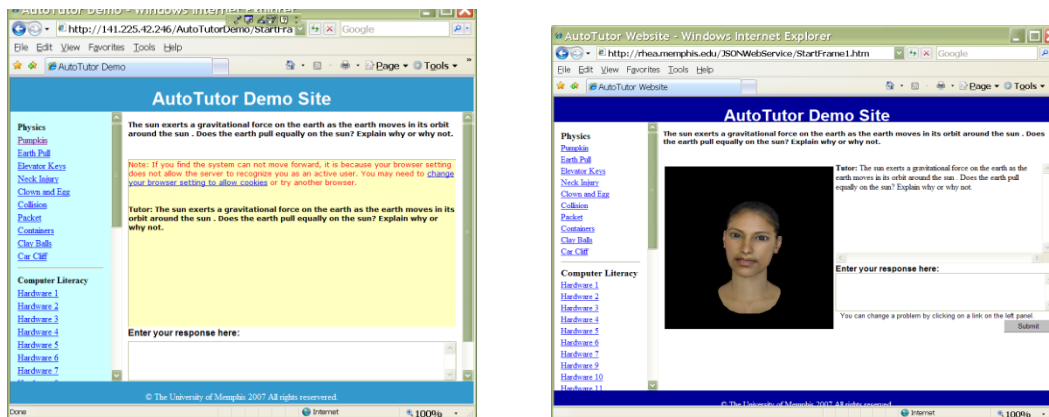 AutoTutor Demo - Windows Internet Explorer
http://141.225.42.246/AutoTutorDemo/StartFra
Google
File Edit View Favorites Tools Help
AutoTutor Demo
Page Tools
AutoTutor Demo Site
Physics
Pumpkin
Earth Pull
Elevator Keys
Neck Injury
Clown and Egg
Collision
Packet
Containers
Clay Balls
Car Cliff
Computer Literacy
Hardware 1
Hardware 2
Hardware 3
Hardware 4
Hardware 5
Hardware 6
Hardware 7
The sun exerts a gravitational force on the earth as the earth moves in its orbit
around the sun . Does the earth pull equally on the sun? Explain why or why not.
Note: If you find the system can not move forward, it is because your browser setting
does not allow the server to recognize you as an active user. You may need to change
your browser setting to allow cookies or try another browser.
Tutor: The sun exerts a gravitational force on the earth as the earth moves in its
orbit around the sun . Does the earth pull equally on the sun? Explain why or
why not.
Enter your response here:
© The University of Memphis 2007 All rights reserverd.
Done
Internet
100%
AutoTutor Website - Windows Internet Explorer
http://rhea.memphis.edu/JSONWebService/StartFrame1.htm
Google
File Edit View Favorites Tools Help
AutoTutor Website
Page Tools
AutoTutor Demo Site
Physics
Pumpkin
Earth Pull
Elevator Keys
Neck Injury
Clown and Egg
Collision
Packet
Containers
Clay Balls
Car Cliff
Computer Literacy
Hardware 1
Hardware 2
Hardware 3
Hardware 4
Hardware 5
Hardware 6
Hardware 7
Hardware 9
Hardware 10
Hardware 11
The sun exerts a gravitational force on the earth as the earth moves in its orbit around the sun . Does
the earth pull equally on the sun? Explain why or why not.
Tutor: The sun exerts a gravitational force on the earth as the
earth moves in its orbit around the sun . Does the earth pull
equally on the sun? Explain why or why not.
Enter your response here:
You can change a problem by clicking on a link on the left panel.
Submit
© The University of Memphis 2007 All rights reserved
Internet
100%